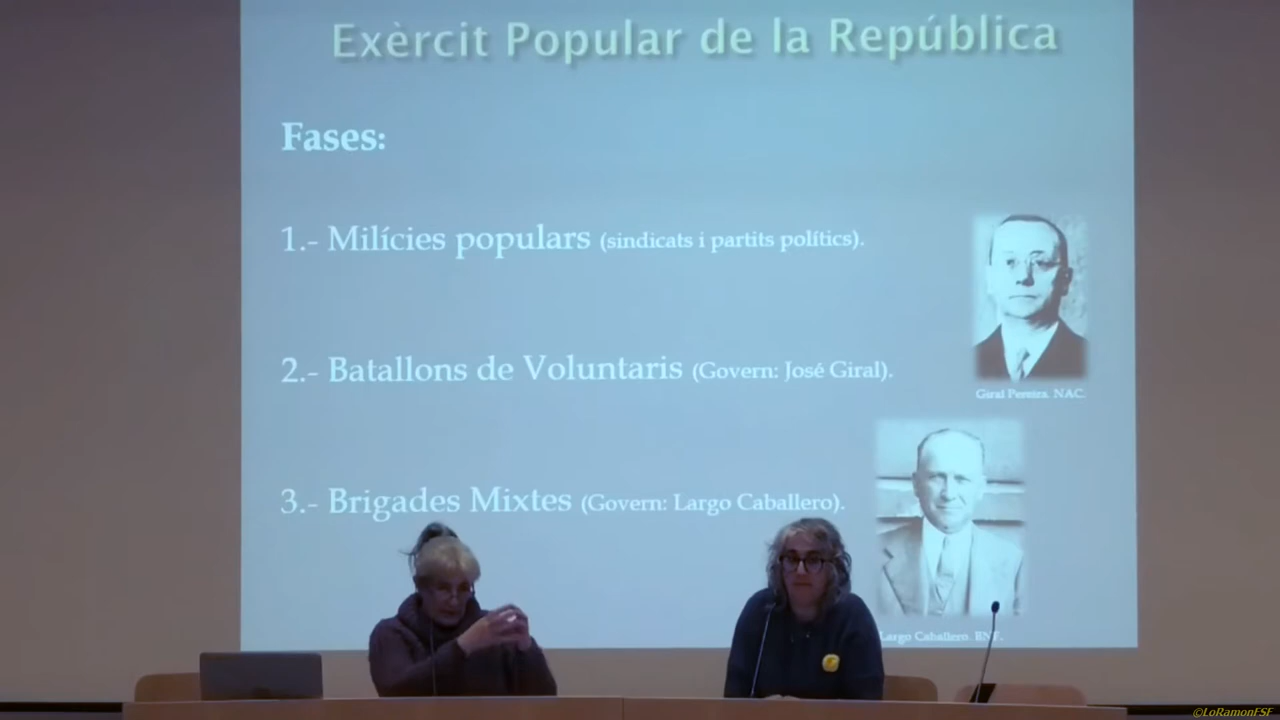 Exèrcit Popular de la República
Fases:
1.- Milícies populars (sindicats i partits polítics).
2.- Batallons de Voluntaris (Govern: José Giral).
Giral Pereira. NAC.
3.- Brigades Mixtes (Govern: Largo Caballero).
Largo Caballero. BNF.
©LoRamonFSF